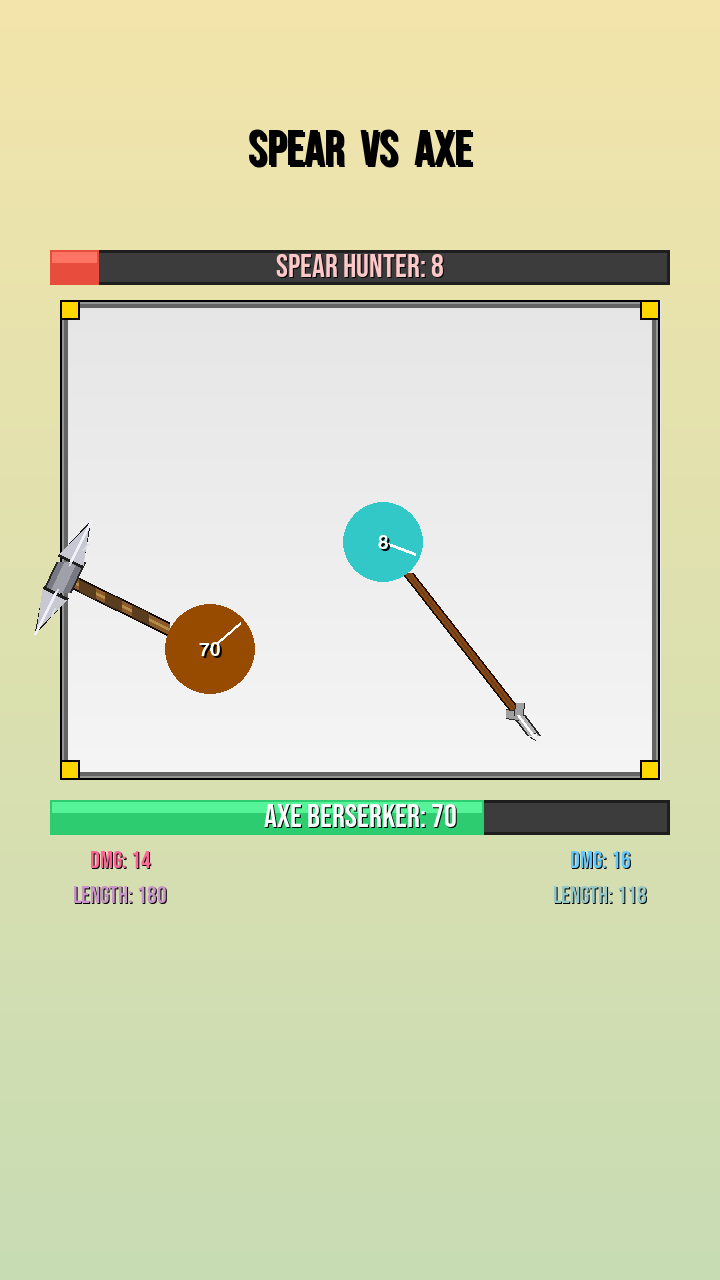 SPEAR VS AXE
SPEAR HUNTER: 8
8
70
AXE BERSERKER: 70
DMG: 14
DMG: 16
LENGTH: 180
LENGTH: 118